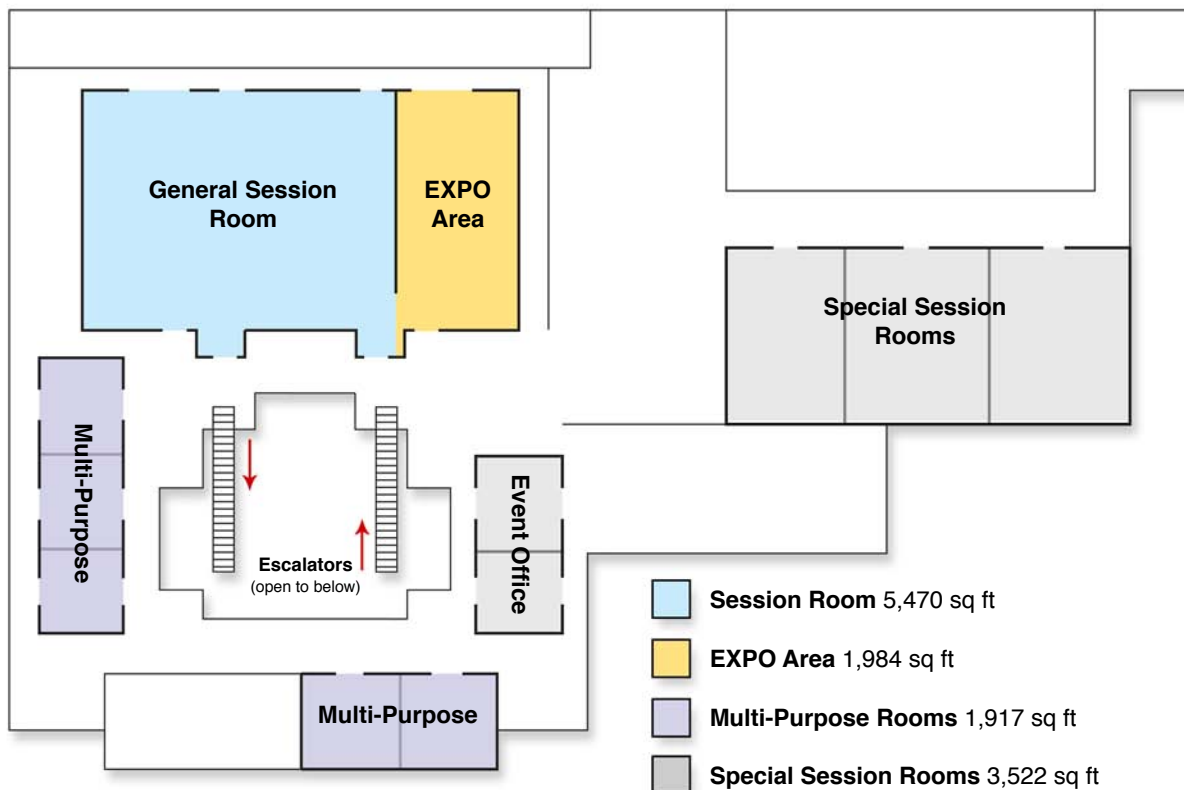 General Session
Room
EXPO
Area
Special Session
Rooms
Multi-Purpose
Event Office
Escalators
(open to below)
Multi-Purpose
Session Room 5,470 sq ft
EXPO Area 1,984 sq ft
Multi-Purpose Rooms 1,917 sq ft
Special Session Rooms 3,522 sq ft